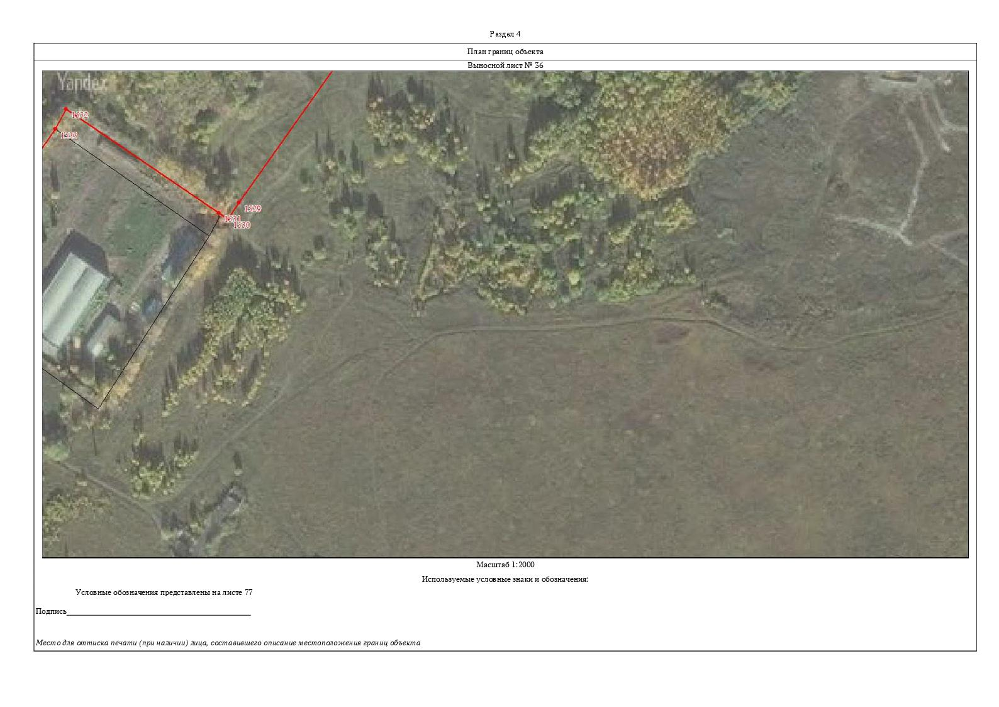 Раздел 4
План границ объекта
Выносной лист № 36
Yandex
1532
1533
1529
1531
1530
Масштаб 1:2000
Используемые условные знаки и обозначения:
Условные обозначения представлены на листе 77
Подпись
Место для оттиска печати (при наличии) лица, составившего описание местоположения границ объекта